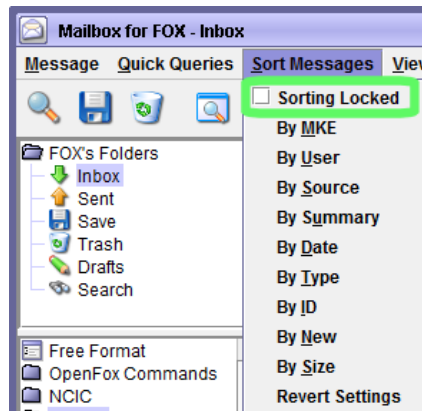 Mailbox for FOX - Inbox
Message Quick Queries Sort Messages View
Sorting Locked
By MKE
By User
By Source
By Summary
By Date
By Type
By ID
By New
By Size
Revert Settings
FOX's Folders
Inbox
Sent
Save
Trash
Drafts
Search
Free Format
OpenFox Commands
NCIC